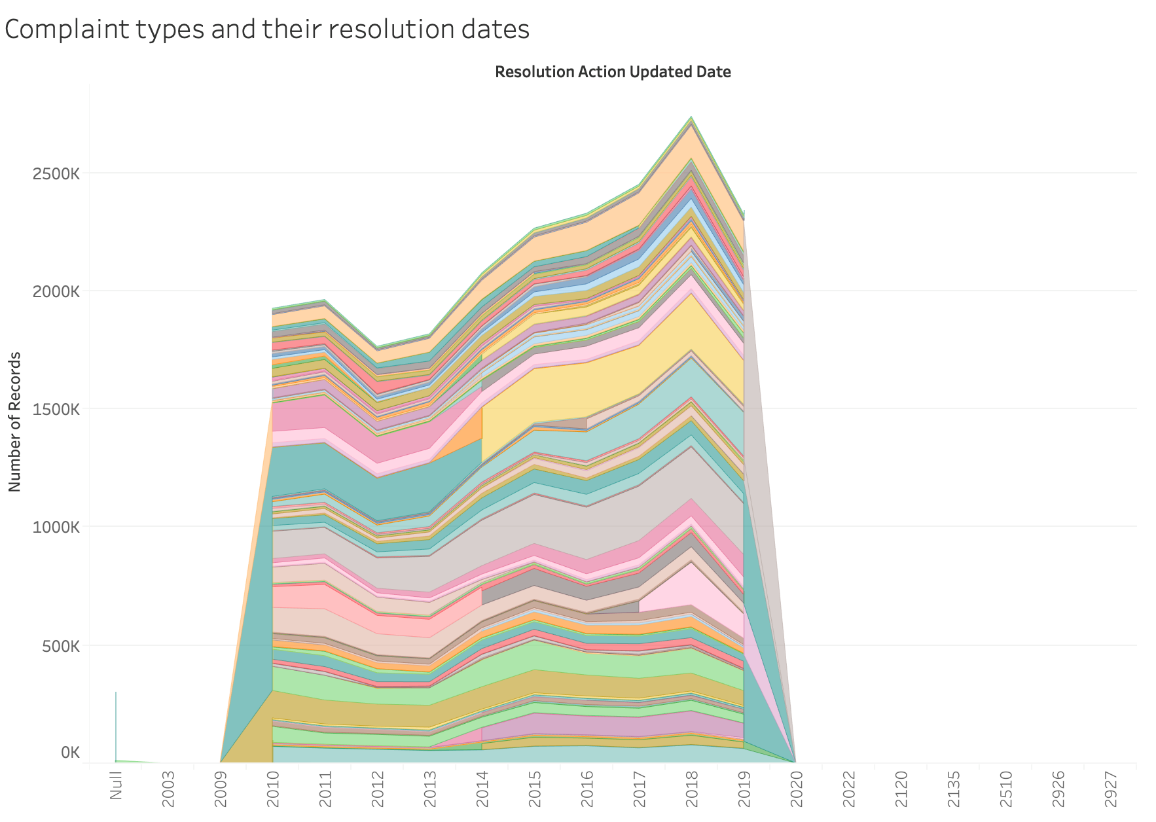 Complaint types and their resolution dates
Resolution Action Updated Date
Number of Records
2500K
2000K
1500K
1000K
500K
0K
Null
2003
2009
2010
2011
2012
2013
2014
2015
2016
2017
2018
2019
2020
2022
2120
2135
2510
2926
2927